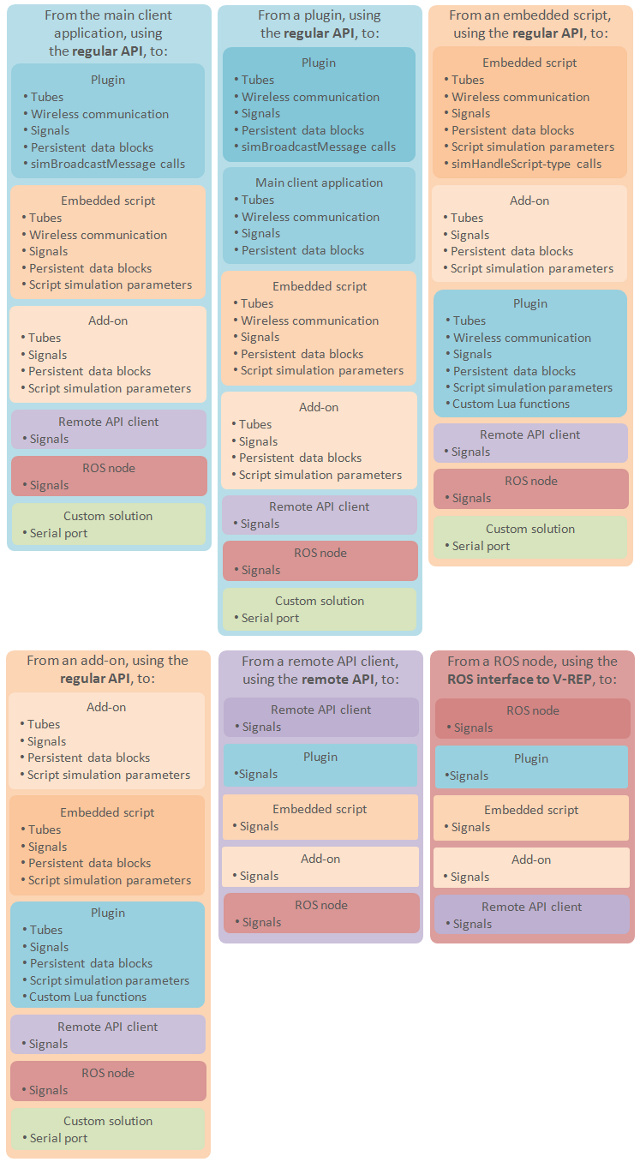 From the main client
application, using
the regular API, to:
Plugin
• Tubes
• Wireless communication
• Signals
• Persistent data blocks
• simBroadcastMessage calls
Embedded script
• Tubes
• Wireless communication
• Signals
• Persistent data blocks
• Script simulation parameters
Add-on
• Tubes
• Signals
• Persistent data blocks
• Script simulation parameters
Remote API client
• Signals
ROS node
• Signals
Custom solution
• Serial port
From a plugin, using
the regular API, to:
Plugin
• Tubes
• Wireless communication
• Signals
• Persistent data blocks
• simBroadcastMessage calls
Main client application
• Tubes
• Wireless communication
• Signals
• Persistent data blocks
Embedded script
• Tubes
• Wireless communication
• Signals
• Persistent data blocks
• Script simulation parameters
Add-on
• Tubes
• Signals
• Persistent data blocks
• Script simulation parameters
Remote API client
• Signals
ROS node
• Signals
Custom solution
• Serial port
From an embedded script,
using the regular API, to:
Embedded script
• Tubes
• Wireless communication
• Signals
• Persistent data blocks
• Script simulation parameters
• simHandleScript-type calls
Add-on
• Tubes
• Signals
• Persistent data blocks
• Script simulation parameters
Plugin
• Tubes
• Wireless communication
• Signals
• Persistent data blocks
• Script simulation parameters
• Custom Lua functions
Remote API client
• Signals
ROS node
• Signals
Custom solution
• Serial port
From an add-on, using the
regular API, to:
Add-on
• Tubes
• Signals
• Persistent data blocks
• Script simulation parameters
Embedded script
• Tubes
• Signals
• Persistent data blocks
• Script simulation parameters
Plugin
• Tubes
• Signals
• Persistent data blocks
• Script simulation parameters
• Custom Lua functions
Remote API client
• Signals
ROS node
• Signals
Custom solution
• Serial port
From a remote API client,
using the remote API, to:
Remote API client
• Signals
Plugin
•Signals
Embedded script
• Signals
Add-on
• Signals
ROS node
• Signals
From a ROS node, using the
ROS interface to V-REP, to:
ROS node
• Signals
Plugin
•Signals
Embedded script
• Signals
Add-on
• Signals
Remote API client
• Signals